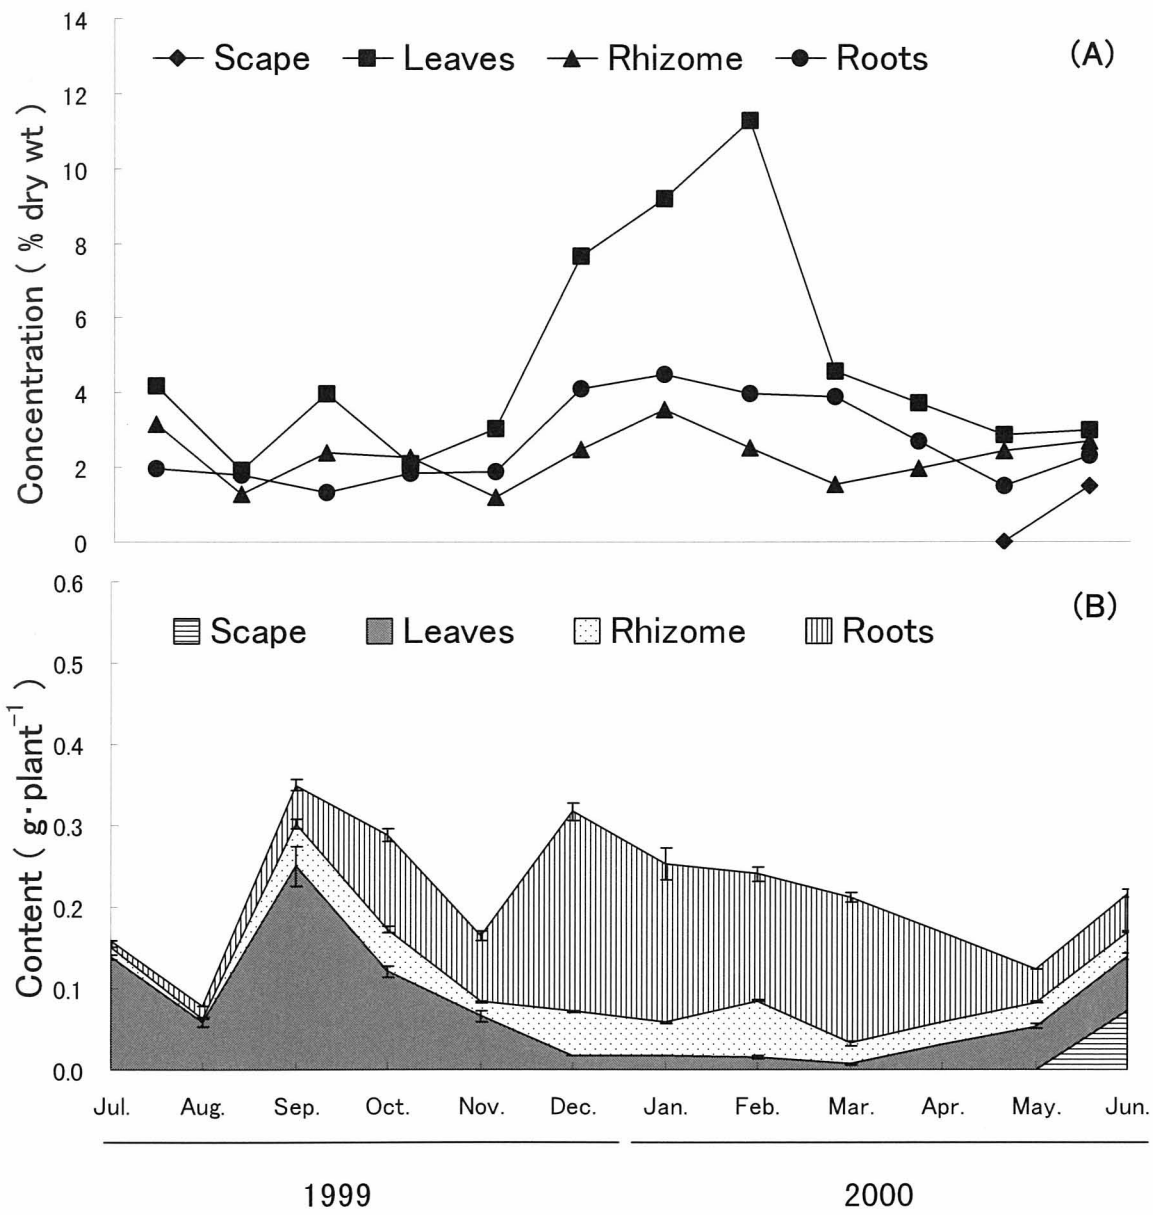 (A)
Scape Leaves Rhizome Roots
Concentration ( % dry wt )
14
12
10
8
6
4
2
0
(B)
Scape Leaves Rhizome Roots
Content ( g·plant⁻¹ )
0.6
0.5
0.4
0.3
0.2
0.1
0.0
Jul. Aug. Sep. Oct. Nov. Dec. Jan. Feb. Mar. Apr. May. Jun.
1999 2000